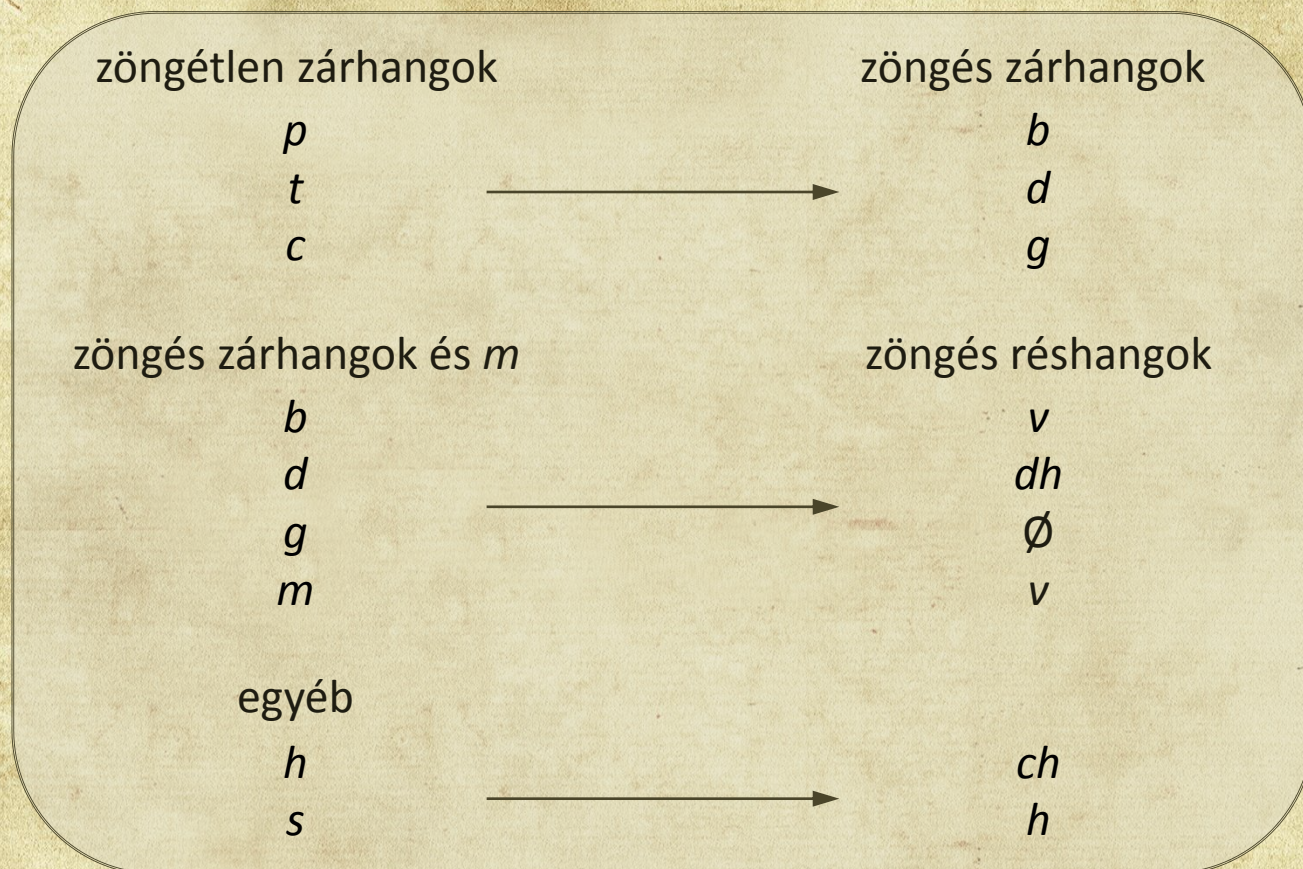 zöngétlen zárhangok zöngés zárhangok
p b
t d
c g
zöngés zárhangok és m zöngés réshangok
b v
d dh
g Ø
m v
egyéb
h ch
s h